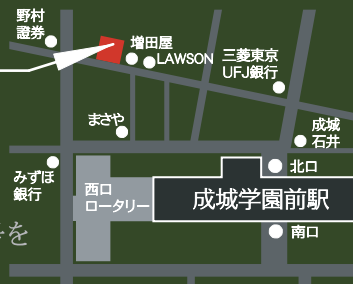 野村
證券
増田屋
LAWSON
三菱東京
UFJ銀行
まさや
成城
石井
みずほ
銀行
西口
ロータリー
北口
成城学園前駅
南口
を